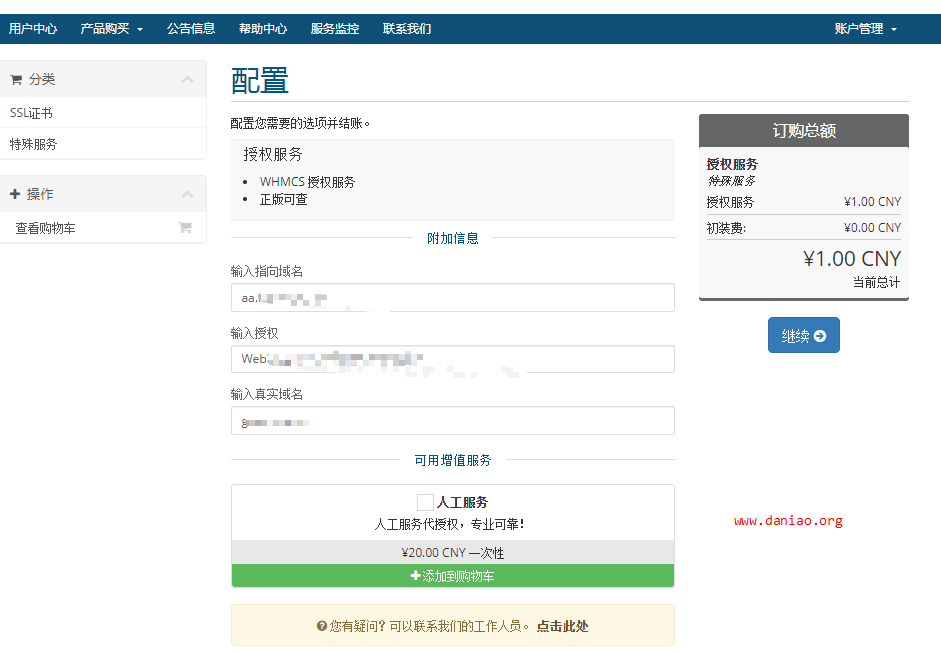 用户中心 产品购买 公告信息 帮助中心 服务监控 联系我们 账户管理
分类
SSL证书
特殊服务
操作
查看购物车
配置
配置您需要的选项并结账。
授权服务
WHMCS 授权服务
正版可查
附加信息
输入指向域名
aa.
输入授权
Web
输入真实域名
可用增值服务
人工服务
人工服务代授权，专业可靠！
¥20.00 CNY 一次性
添加到购物车
您有疑问？可以联系我们的工作人员。 点击此处
订购总额
授权服务
特殊服务
授权服务 ¥1.00 CNY
初装费: ¥0.00 CNY
¥1.00 CNY
当前总计
继续
www.daniao.org